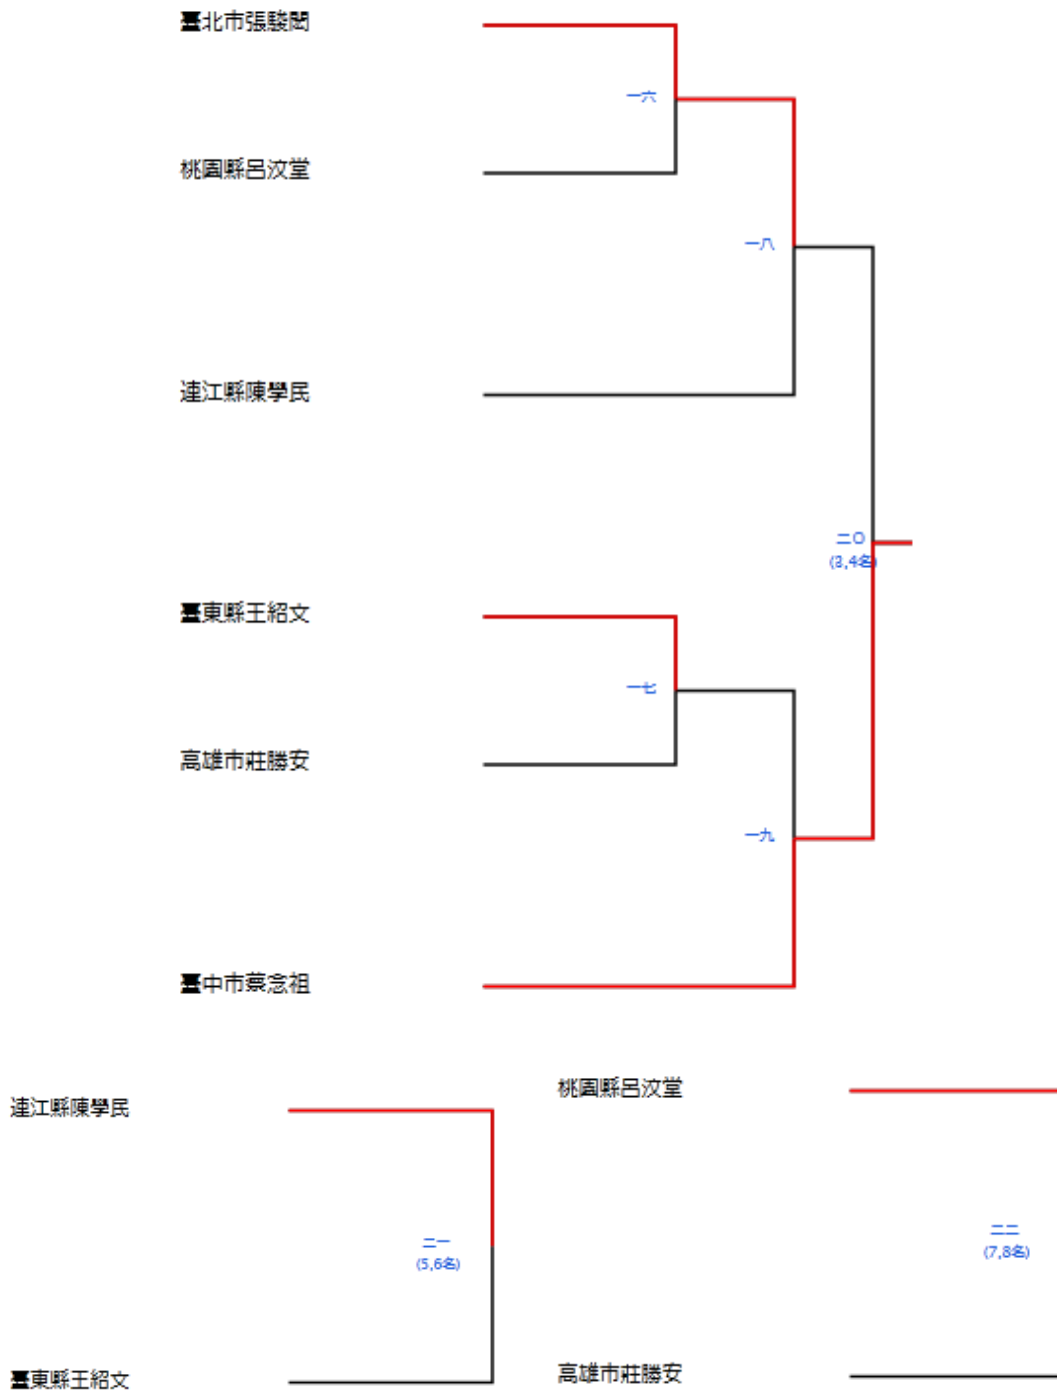 臺北市張駿閎
一六
桃園縣呂汶堂
一八
連江縣陳學民
二０
(3,4名)
臺東縣王紹文
一七
高雄市莊勝安
一九
臺中市蔡念祖
桃園縣呂汶堂
連江縣陳學民
二一
(5,6名)
二二
(7,8名)
高雄市莊勝安
臺東縣王紹文